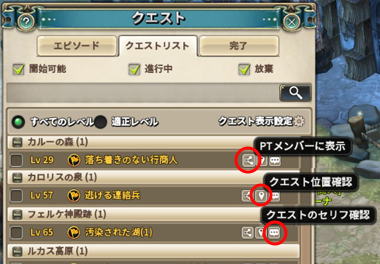 クエスト
エピソード クエストリスト 完了
開始可能 進行中 放棄
すべてのレベル 適正レベル クエスト表示設定
カルーの森 (1)
PTメンバーに表示
Lv 29 落ち着きのない行商人
カロリスの泉 (1)
クエスト位置確認
Lv 57 逃げる連絡兵
フェルケ神殿跡 (1)
クエストのセリフ確認
Lv 65 汚染された湖(1)
ルカス高原 (1)